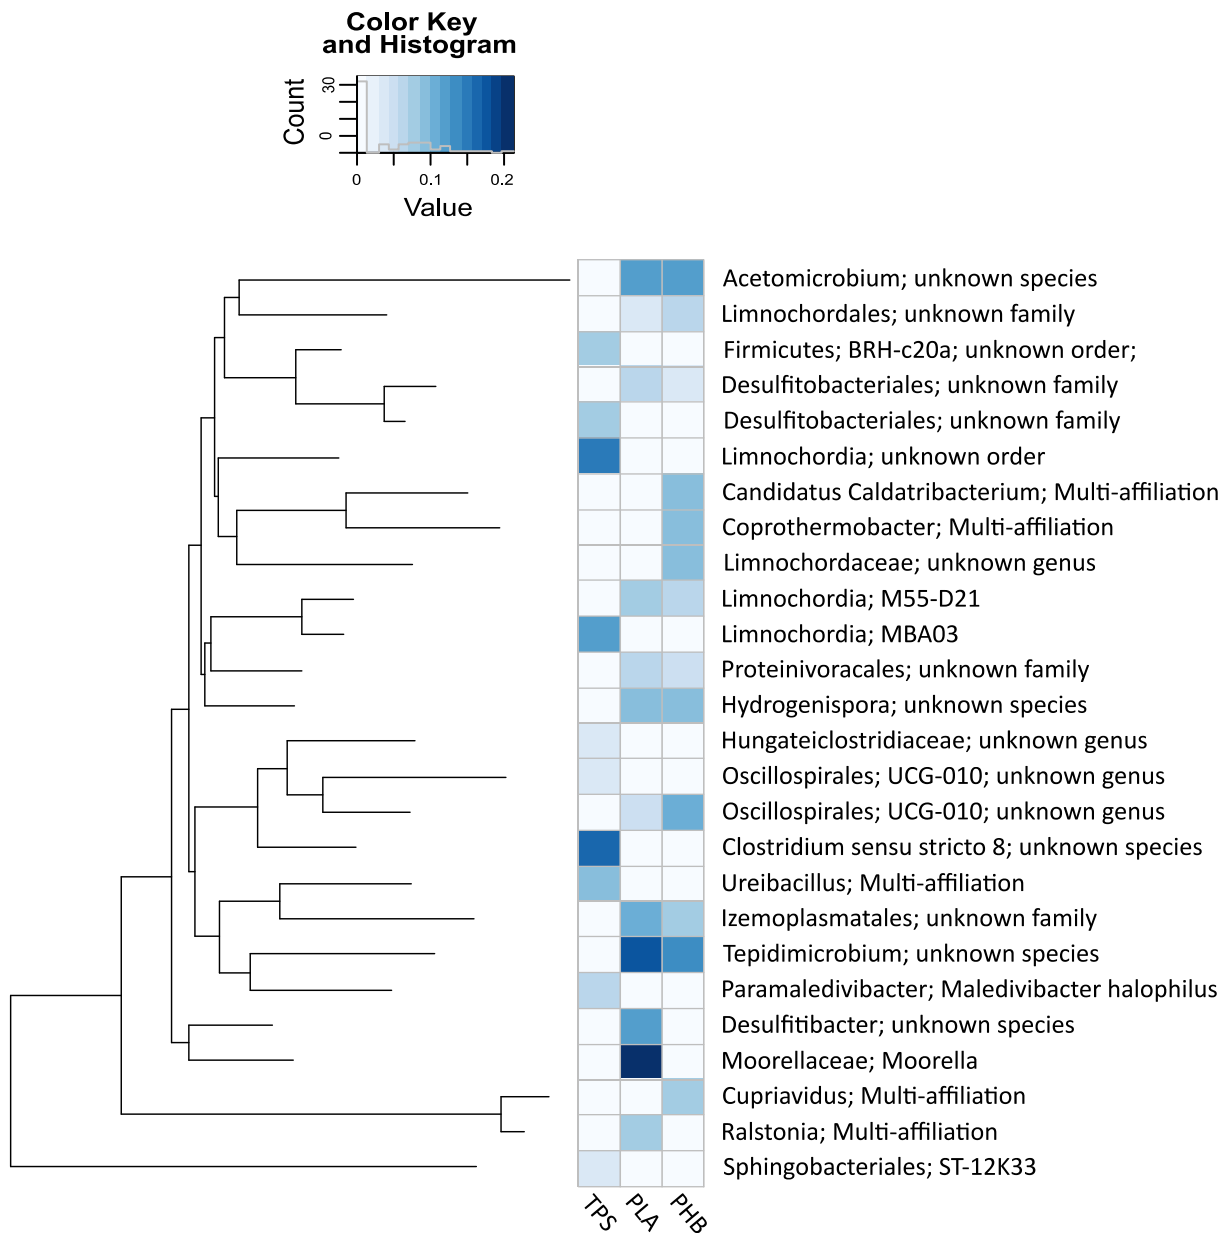 Color Key
and Histogram
Count
0 30
0 0.1 0.2
Value
Acetomicrobium; unknown species
Limnochordales; unknown family
Firmicutes; BRH-c20a; unknown order;
Desulfitobacteriales; unknown family
Desulfitobacteriales; unknown family
Limnochordia; unknown order
Candidatus Caldatribacterium; Multi-affiliation
Coprothermobacter; Multi-affiliation
Limnochordaceae; unknown genus
Limnochordia; M55-D21
Limnochordia; MBA03
Proteinivoracales; unknown family
Hydrogenispora; unknown species
Hungateiclostridiaceae; unknown genus
Oscillospirales; UCG-010; unknown genus
Oscillospirales; UCG-010; unknown genus
Clostridium sensu stricto 8; unknown species
Ureibacillus; Multi-affiliation
Izemoplasmatales; unknown family
Tepidimicrobium; unknown species
Paramaledivibacter; Maledivibacter halophilus
Desulfitibacter; unknown species
Moorellaceae; Moorella
Cupriavidus; Multi-affiliation
Ralstonia; Multi-affiliation
Sphingobacteriales; ST-12K33
TPS PLA PHB